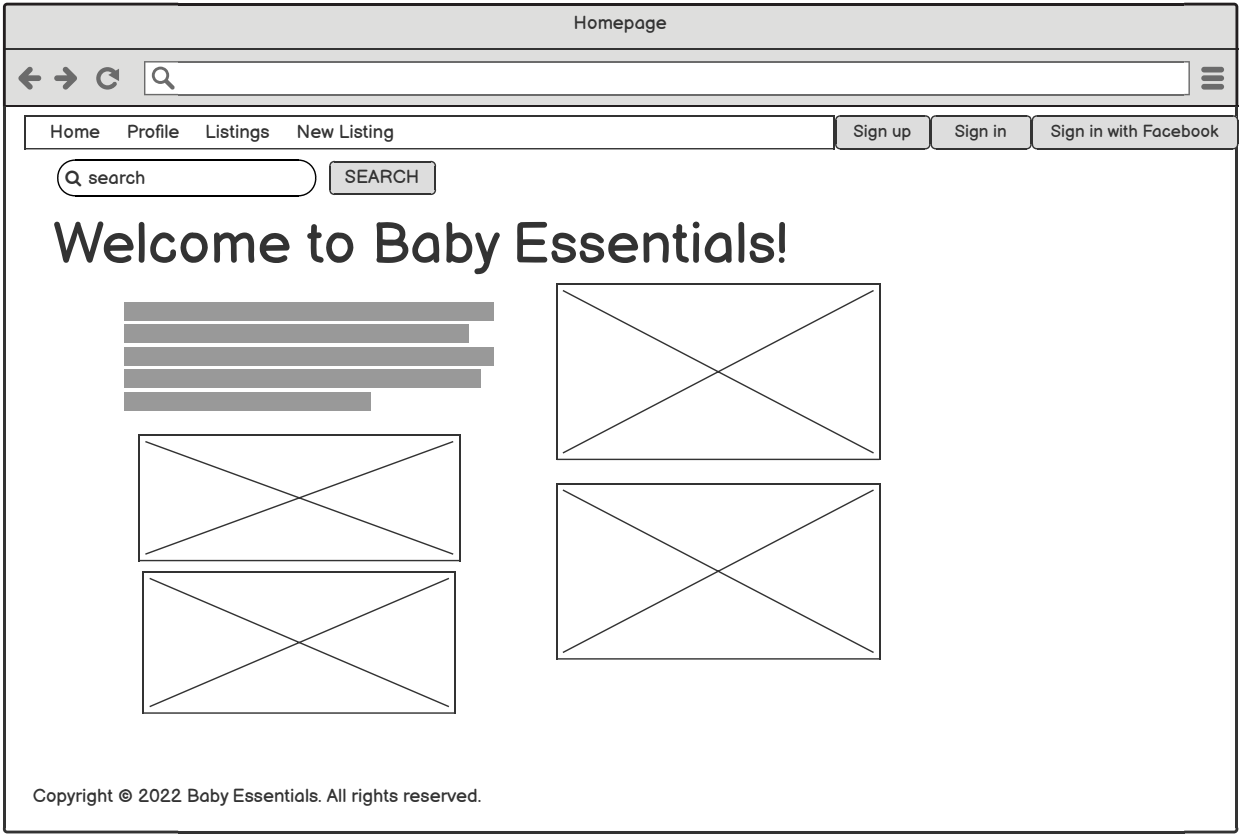 Homepage
Home Profile Listings New Listing Sign up Sign in Sign in with Facebook
search SEARCH
Welcome to Baby Essentials!
Copyright © 2022 Baby Essentials. All rights reserved.